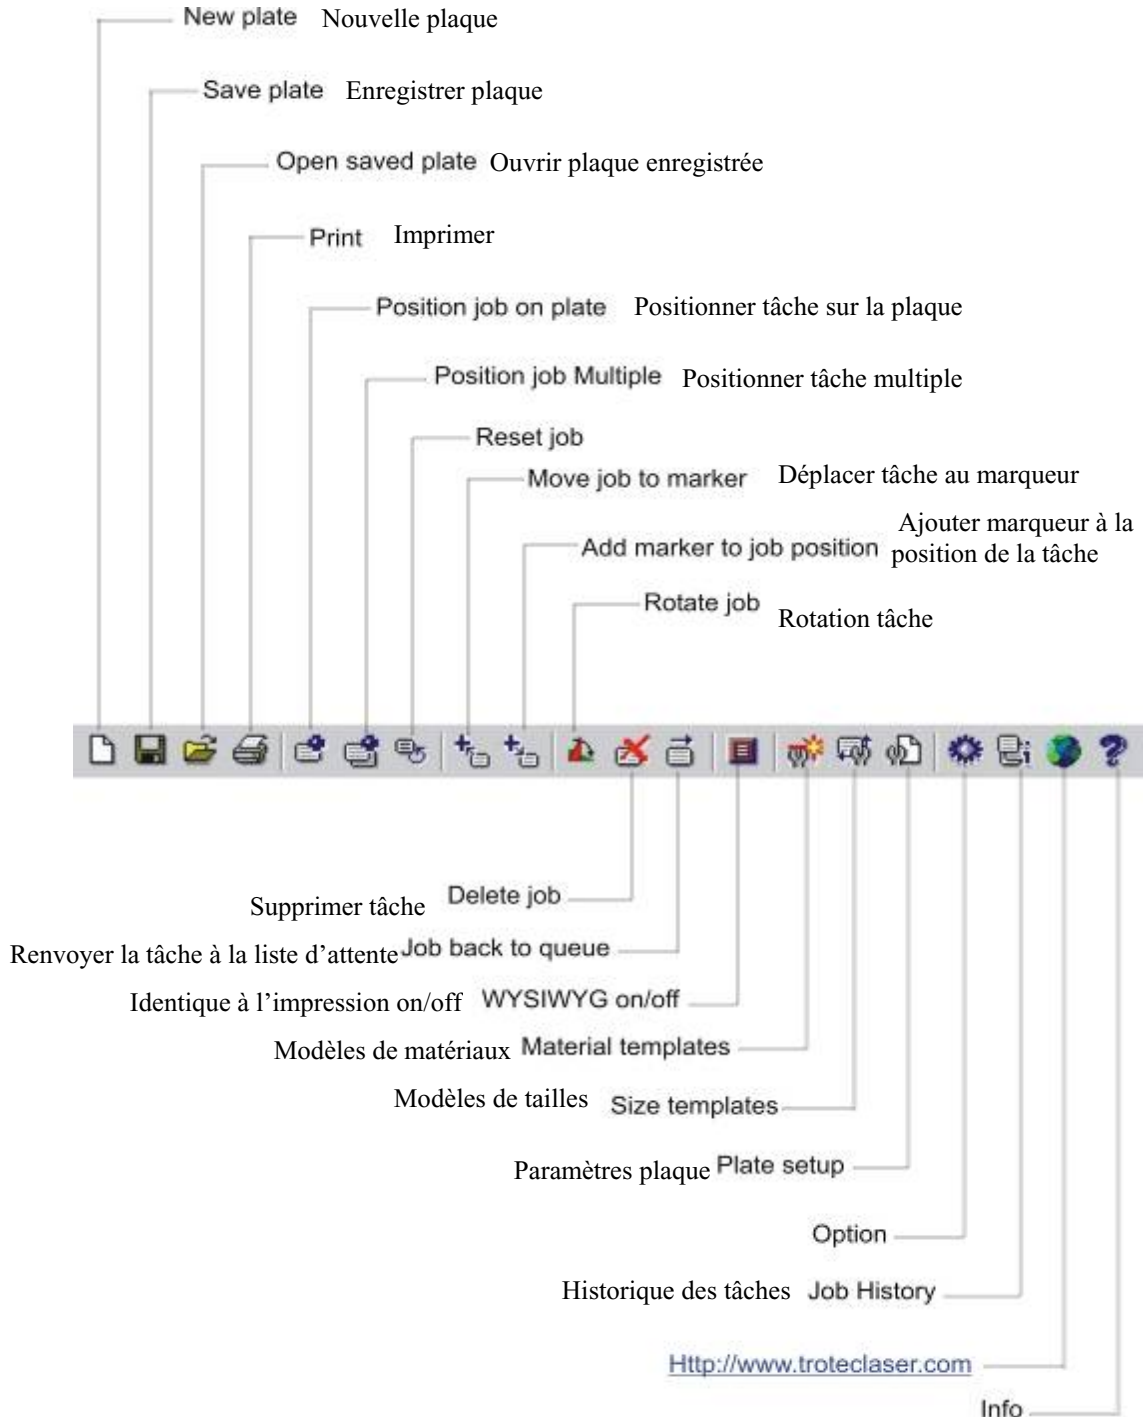 New plate Nouvelle plaque
Save plate Enregistrer plaque
Open saved plate Ouvrir plaque enregistrée
Print Imprimer
Position job on plate Positionner tâche sur la plaque
Position job Multiple Positionner tâche multiple
Reset job
Move job to marker Déplacer tâche au marqueur
Add marker to job position Ajouter marqueur à la
position de la tâche
Rotate job Rotation tâche
Supprimer tâche Delete job
Renvoyer la tâche à la liste d’attente Job back to queue
Identique à l’impression on/off WYSIWYG on/off
Modèles de matériaux Material templates
Modèles de tailles Size templates
Paramètres plaque Plate setup
Option
Historique des tâches Job History
Http://www.troteclaser.com
Info